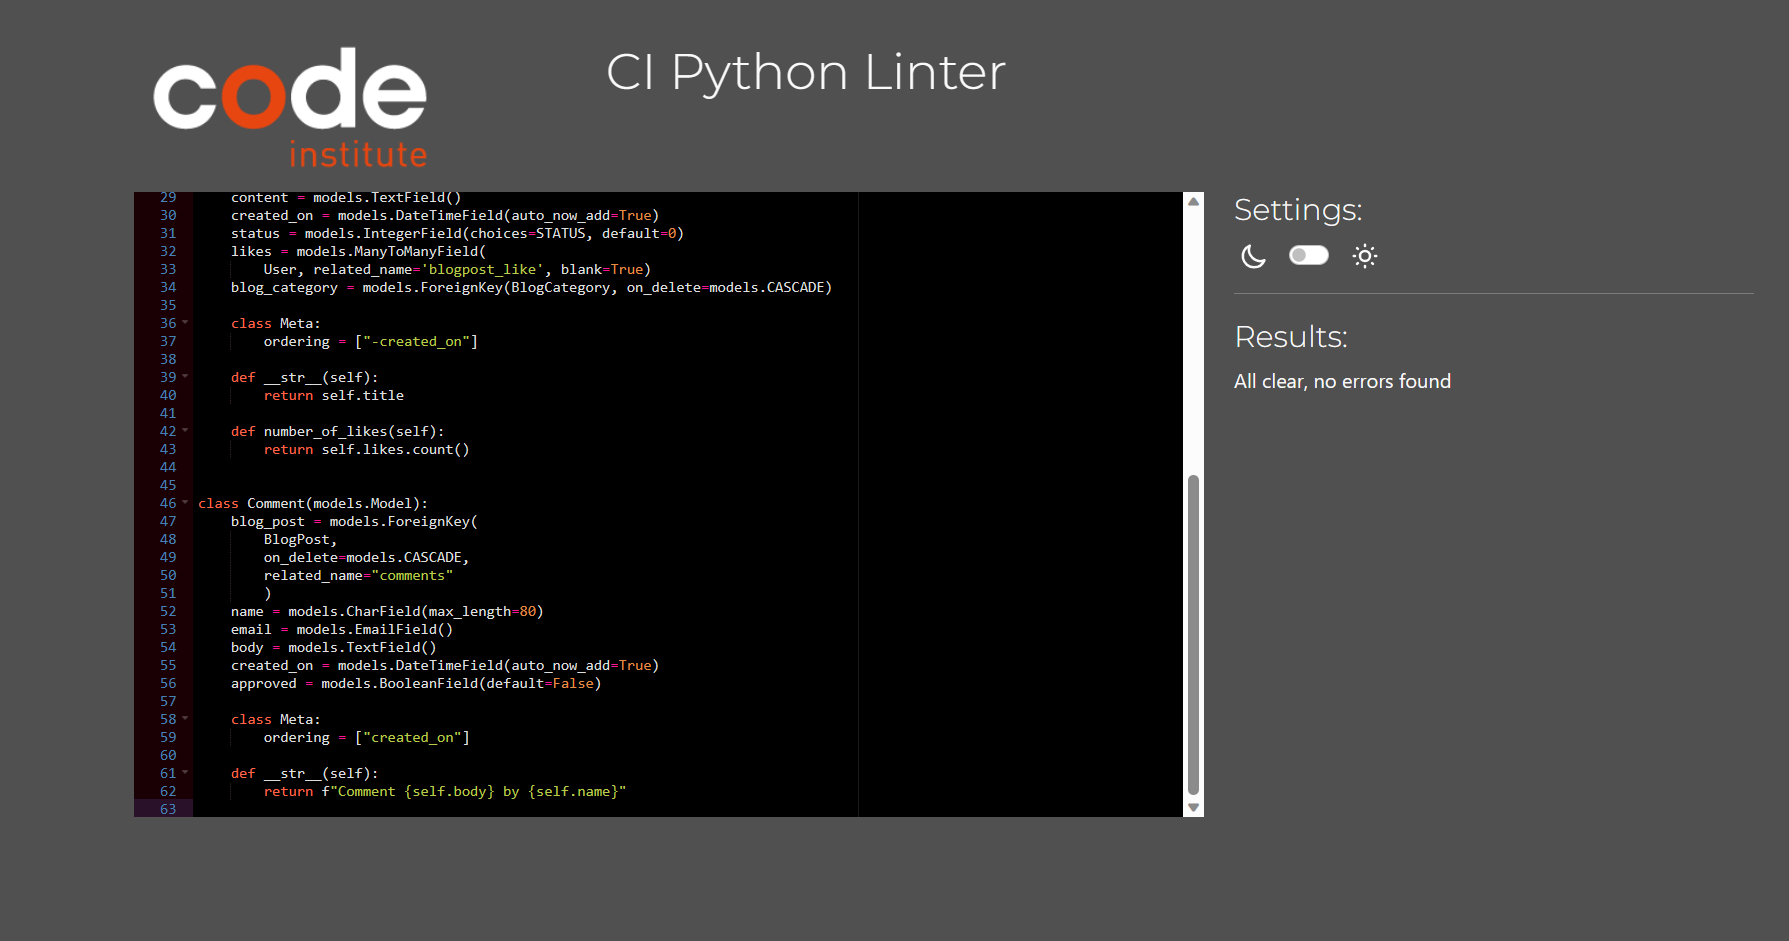 code
institute
CI Python Linter
29 content = models.TextField()
30 created_on = models.DateTimeField(auto_now_add=True)
31 status = models.IntegerField(choices=STATUS, default=0)
32 likes = models.ManyToManyField(
33 User, related_name='blogpost_like', blank=True)
34 blog_category = models.ForeignKey(BlogCategory, on_delete=models.CASCADE)
35
36 class Meta:
37 ordering = ["-created_on"]
38
39 def __str__(self):
40 return self.title
41
42 def number_of_likes(self):
43 return self.likes.count()
44
45
46 class Comment(models.Model):
47 blog_post = models.ForeignKey(
48 BlogPost,
49 on_delete=models.CASCADE,
50 related_name="comments"
51 )
52 name = models.CharField(max_length=80)
53 email = models.EmailField()
54 body = models.TextField()
55 created_on = models.DateTimeField(auto_now_add=True)
56 approved = models.BooleanField(default=False)
57
58 class Meta:
59 ordering = ["created_on"]
60
61 def __str__(self):
62 return f"Comment {self.body} by {self.name}"
63
Settings:
Results:
All clear, no errors found